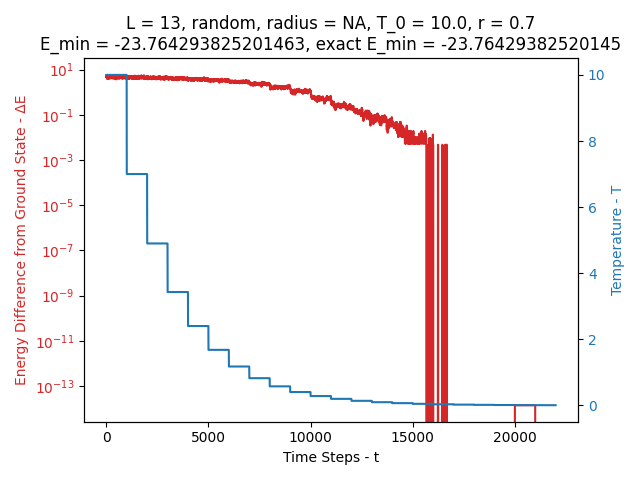 L = 13, random, radius = NA, T_0 = 10.0, r = 0.7
E_min = -23.764293825201463, exact E_min = -23.76429382520145
Energy Difference from Ground State - ΔE
10^1
10^-1
10^-3
10^-5
10^-7
10^-9
10^-11
10^-13
10
8
6
4
2
0
Temperature - T
0 5000 10000 15000 20000
Time Steps - t